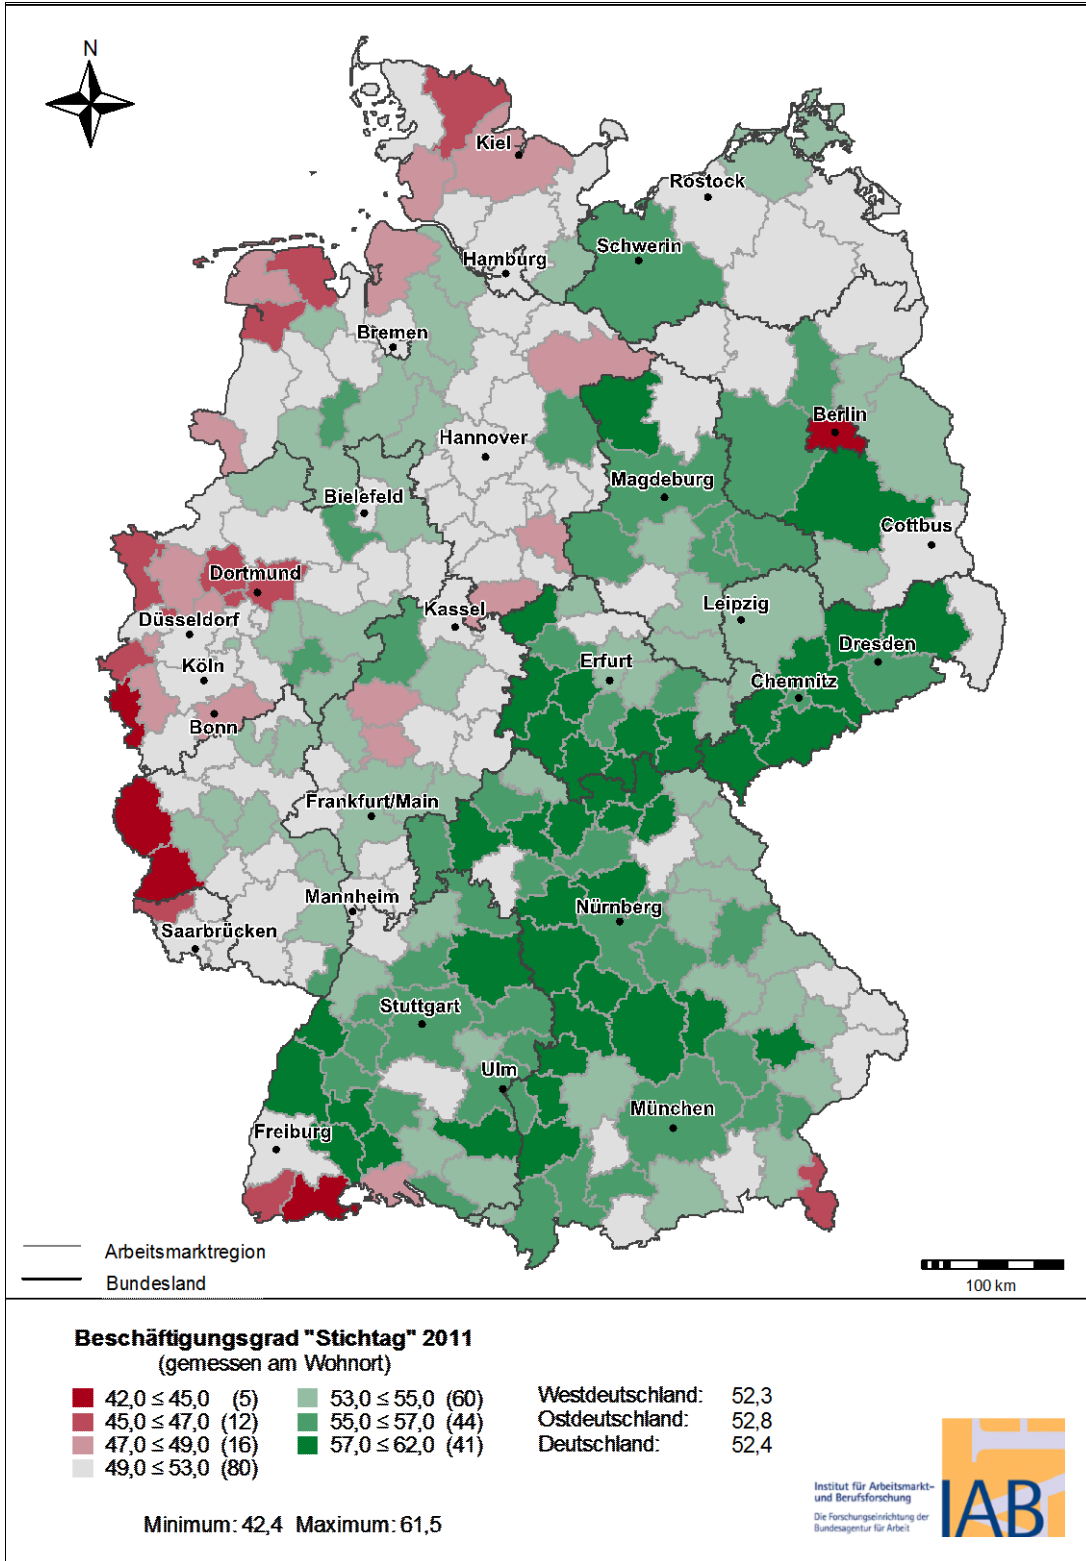 N
Kiel
Rostock
Schwerin
Hamburg
Bremen
Berlin
Hannover
Magdeburg
Bielefeld
Cottbus
Dortmund
Leipzig
Kassel
Düsseldorf
Dresden
Köln
Erfurt
Chemnitz
Bonn
Frankfurt/Main
Mannheim
Nürnberg
Saarbrücken
Stuttgart
Ulm
München
Freiburg
Arbeitsmarktregion
Bundesland
100 km
Beschäftigungsgrad "Stichtag" 2011
(gemessen am Wohnort)
42,0 ≤ 45,0 (5)
45,0 ≤ 47,0 (12)
47,0 ≤ 49,0 (16)
49,0 ≤ 53,0 (80)
53,0 ≤ 55,0 (60)
55,0 ≤ 57,0 (44)
57,0 ≤ 62,0 (41)
Westdeutschland: 52,3
Ostdeutschland: 52,8
Deutschland: 52,4
Minimum: 42,4 Maximum: 61,5
Institut für Arbeitsmarkt-
und Berufsforschung
Die Forschungseinrichtung der
Bundesagentur für Arbeit
IAB